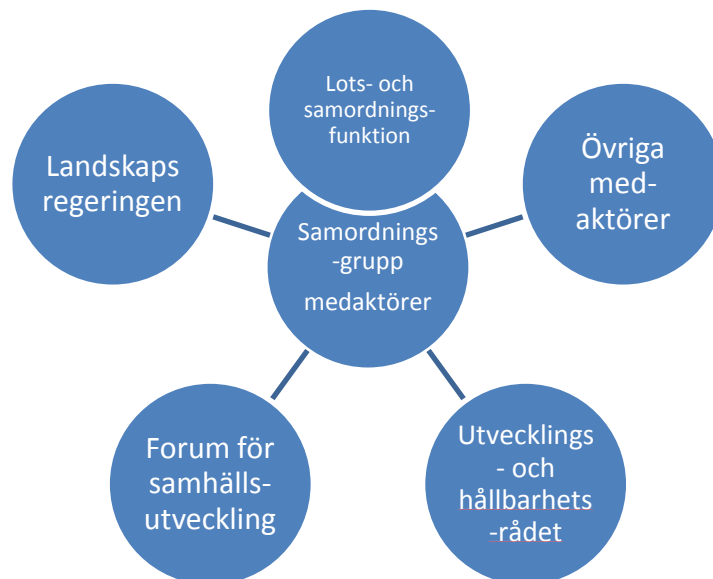 Lots- och
samordnings-
funktion
Landskaps
regeringen
Övriga
med-
aktörer
Samordnings
-grupp
medaktörer
Forum för
samhälls-
utveckling
Utvecklings
- och
hållbarhets
-rådet